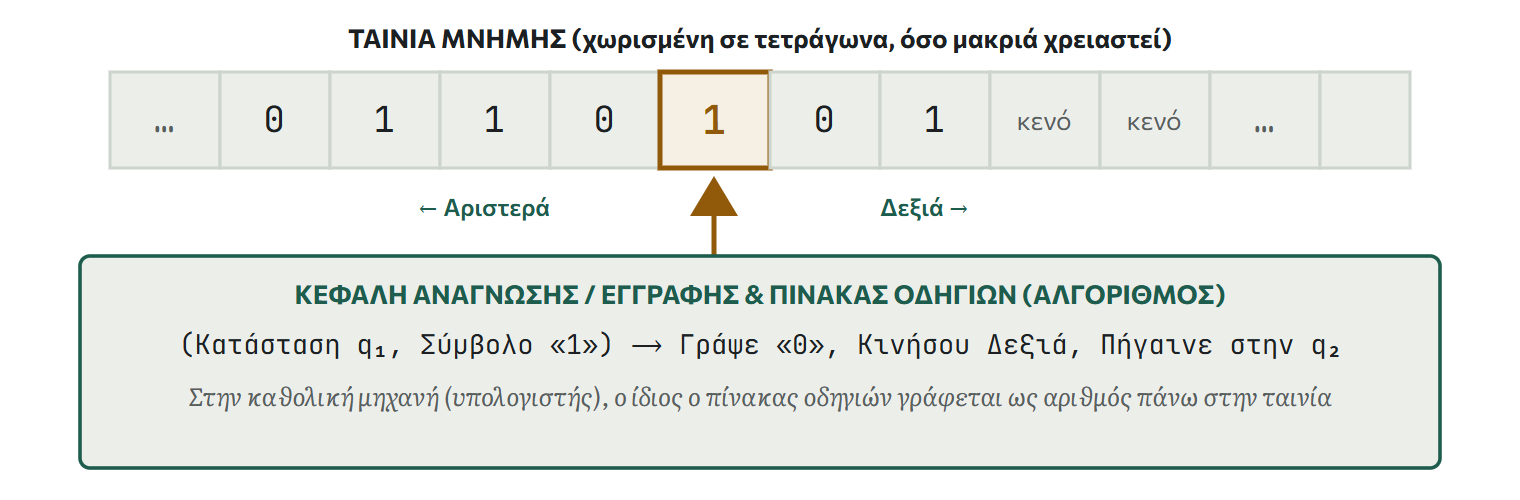 ΤΑΙΝΙΑ ΜΝΗΜΗΣ (χωρισμένη σε τετράγωνα, όσο μακριά χρειαστεί)
… 0 1 1 0 1 0 1 κενό κενό …
← Αριστερά Δεξιά →
ΚΕΦΑΛΗ ΑΝΑΓΝΩΣΗΣ / ΕΓΓΡΑΦΗΣ & ΠΙΝΑΚΑΣ ΟΔΗΓΙΩΝ (ΑΛΓΟΡΙΘΜΟΣ)
(Κατάσταση q₁, Σύμβολο «1») ⟶ Γράψε «0», Κινήσου Δεξιά, Πήγαινε στην q₂
Στην καθολική μηχανή (υπολογιστής), ο ίδιος ο πίνακας οδηγιών γράφεται ως αριθμός πάνω στην ταινία